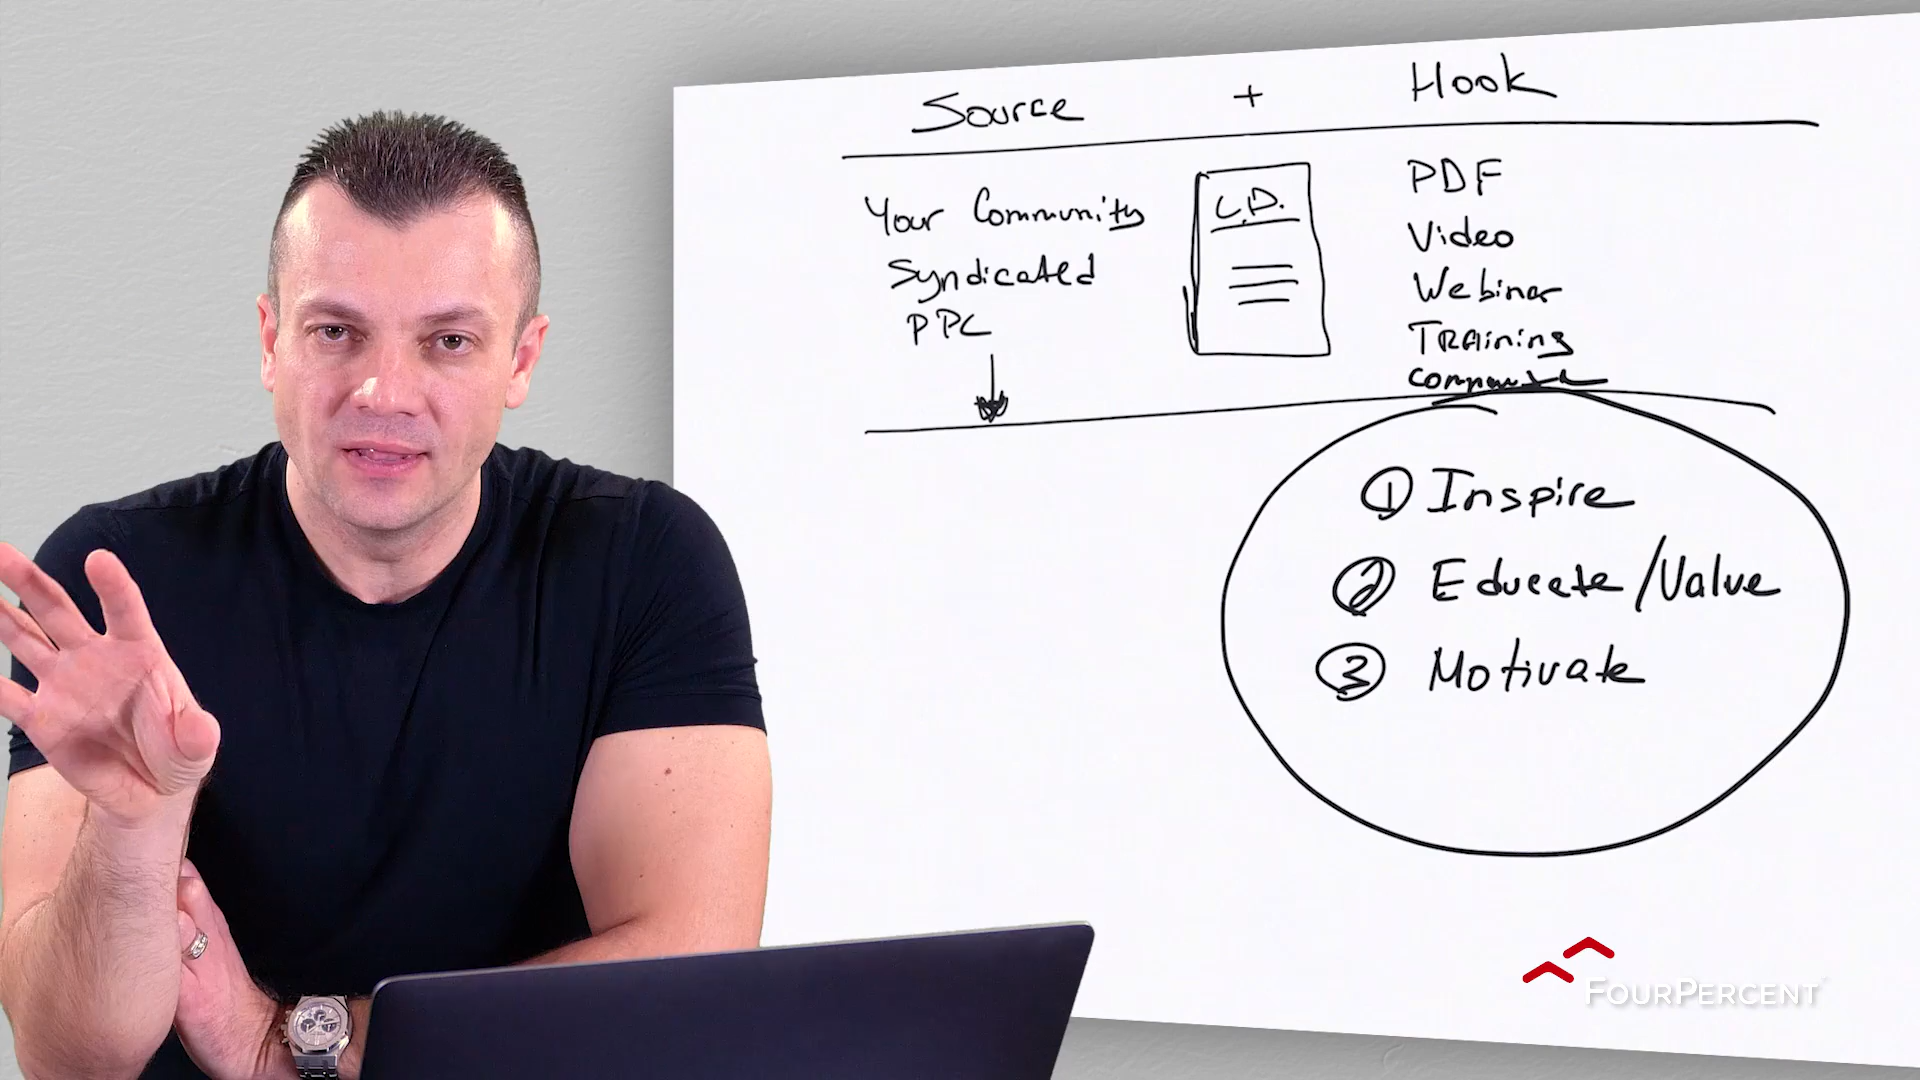 Source + Hook
Your Community
Syndicated
PPC
L.D.
PDF
Video
Webinar
Training
① Inspire
② Educate/Value
③ Motivate
FOURPERCENT